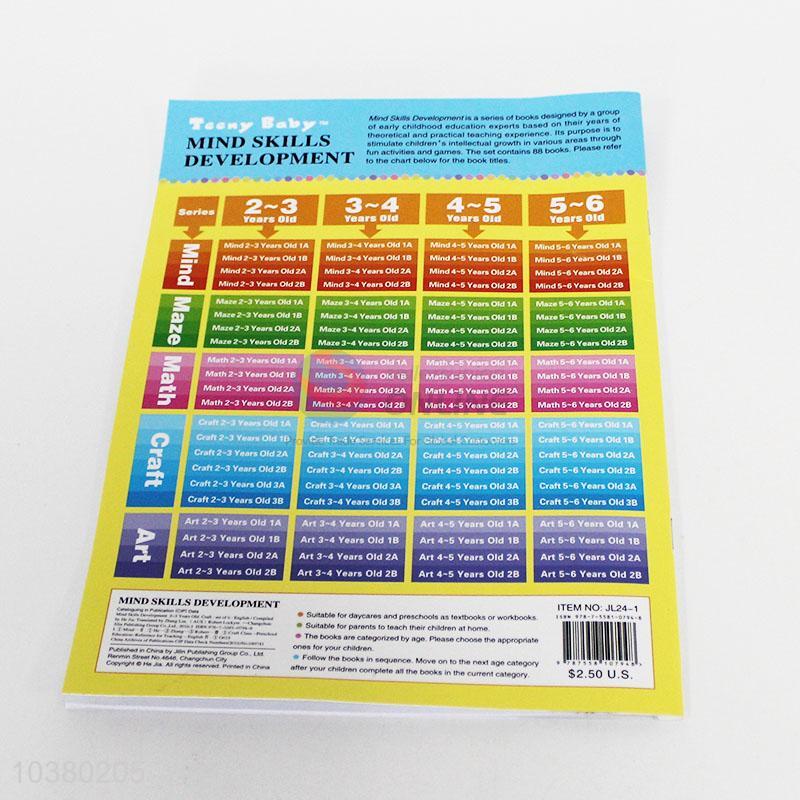 Teeny Baby™
MIND SKILLS
DEVELOPMENT
Mind Skills Development is a series of books designed by a group
of early childhood education experts based on their years of
theoretical and practical teaching experience. Its purpose is to
stimulate children's intellectual growth in various areas through
fun activities and games. The set contains 88 books. Please refer
to the chart below for the book titles.
Series
2~3
Years Old
3~4
Years Old
4~5
Years Old
5~6
Years Old
Mind
Mind 2~3 Years Old 1A Mind 3~4 Years Old 1A Mind 4~5 Years Old 1A Mind 5~6 Years Old 1A
Mind 2~3 Years Old 1B Mind 3~4 Years Old 1B Mind 4~5 Years Old 1B Mind 5~6 Years Old 1B
Mind 2~3 Years Old 2A Mind 3~4 Years Old 2A Mind 4~5 Years Old 2A Mind 5~6 Years Old 2A
Mind 2~3 Years Old 2B Mind 3~4 Years Old 2B Mind 4~5 Years Old 2B Mind 5~6 Years Old 2B
Maze
Maze 2~3 Years Old 1A Maze 3~4 Years Old 1A Maze 4~5 Years Old 1A Maze 5~6 Years Old 1A
Maze 2~3 Years Old 1B Maze 3~4 Years Old 1B Maze 4~5 Years Old 1B Maze 5~6 Years Old 1B
Maze 2~3 Years Old 2A Maze 3~4 Years Old 2A Maze 4~5 Years Old 2A Maze 5~6 Years Old 2A
Maze 2~3 Years Old 2B Maze 3~4 Years Old 2B Maze 4~5 Years Old 2B Maze 5~6 Years Old 2B
Math
Math 2~3 Years Old 1A Math 3~4 Years Old 1A Math 4~5 Years Old 1A Math 5~6 Years Old 1A
Math 2~3 Years Old 1B Math 3~4 Years Old 1B Math 4~5 Years Old 1B Math 5~6 Years Old 1B
Math 2~3 Years Old 2A Math 3~4 Years Old 2A Math 4~5 Years Old 2A Math 5~6 Years Old 2A
Math 2~3 Years Old 2B Math 3~4 Years Old 2B Math 4~5 Years Old 2B Math 5~6 Years Old 2B
Craft
Craft 2~3 Years Old 1A Craft 3~4 Years Old 1A Craft 4~5 Years Old 1A Craft 5~6 Years Old 1A
Craft 2~3 Years Old 1B Craft 3~4 Years Old 1B Craft 4~5 Years Old 1B Craft 5~6 Years Old 1B
Craft 2~3 Years Old 2A Craft 3~4 Years Old 2A Craft 4~5 Years Old 2A Craft 5~6 Years Old 2A
Craft 2~3 Years Old 2B Craft 3~4 Years Old 2B Craft 4~5 Years Old 2B Craft 5~6 Years Old 2B
Craft 2~3 Years Old 3A Craft 3~4 Years Old 3A Craft 4~5 Years Old 3A Craft 5~6 Years Old 3A
Craft 2~3 Years Old 3B Craft 3~4 Years Old 3B Craft 4~5 Years Old 3B Craft 5~6 Years Old 3B
Art
Art 2~3 Years Old 1A Art 3~4 Years Old 1A Art 4~5 Years Old 1A Art 5~6 Years Old 1A
Art 2~3 Years Old 1B Art 3~4 Years Old 1B Art 4~5 Years Old 1B Art 5~6 Years Old 1B
Art 2~3 Years Old 2A Art 3~4 Years Old 2A Art 4~5 Years Old 2A Art 5~6 Years Old 2A
Art 2~3 Years Old 2B Art 3~4 Years Old 2B Art 4~5 Years Old 2B Art 5~6 Years Old 2B
MIND SKILLS DEVELOPMENT
Cataloguing in Publication (CIP) Data
Published in China by Jilin Publishing Group Co., Ltd.
Renmin Street No.4646, Changchun City
Copyright © He Jia. All rights reserved. Printed in China
Suitable for daycares and preschools as textbooks or workbooks.
Suitable for parents to teach their children at home.
The books are categorized by age. Please choose the appropriate
ones for your children.
Follow the books in sequence. Move on to the next age category
after your children complete all the books in the current category.
ITEM NO: JL24-1
ISBN 978-7-5581-0794-8
9 787558 107948 >
$2.50 U.S.
10380205